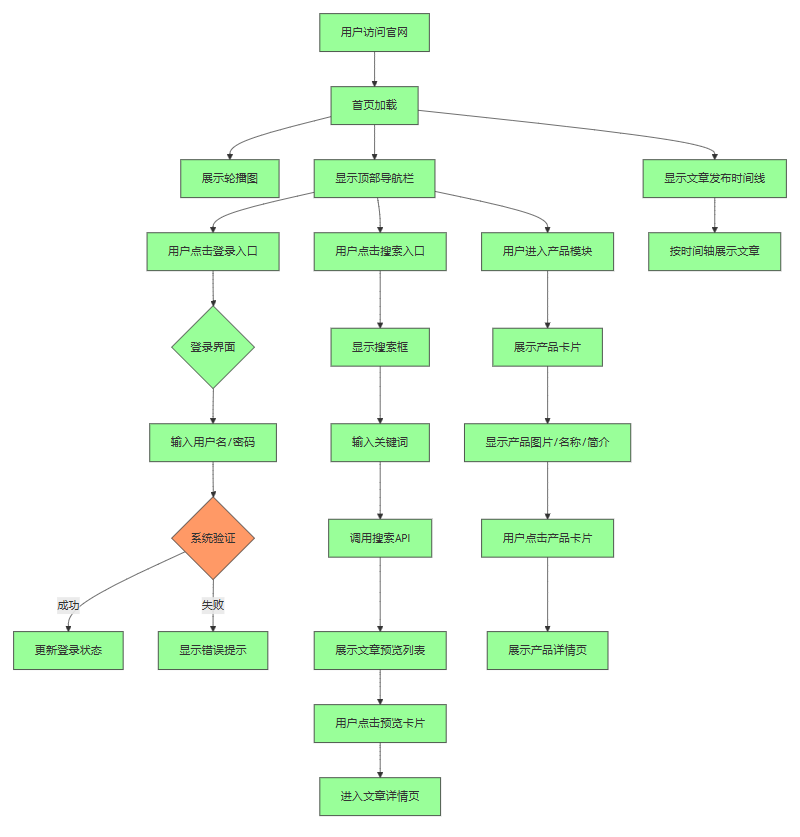 用户访问官网
首页加载
展示轮播图
显示顶部导航栏
显示文章发布时间线
用户点击登录入口
用户点击搜索入口
用户进入产品模块
按时间轴展示文章
登录界面
显示搜索框
展示产品卡片
输入用户名/密码
输入关键词
显示产品图片/名称/简介
系统验证
调用搜索API
用户点击产品卡片
成功
失败
更新登录状态
显示错误提示
展示文章预览列表
展示产品详情页
用户点击预览卡片
进入文章详情页